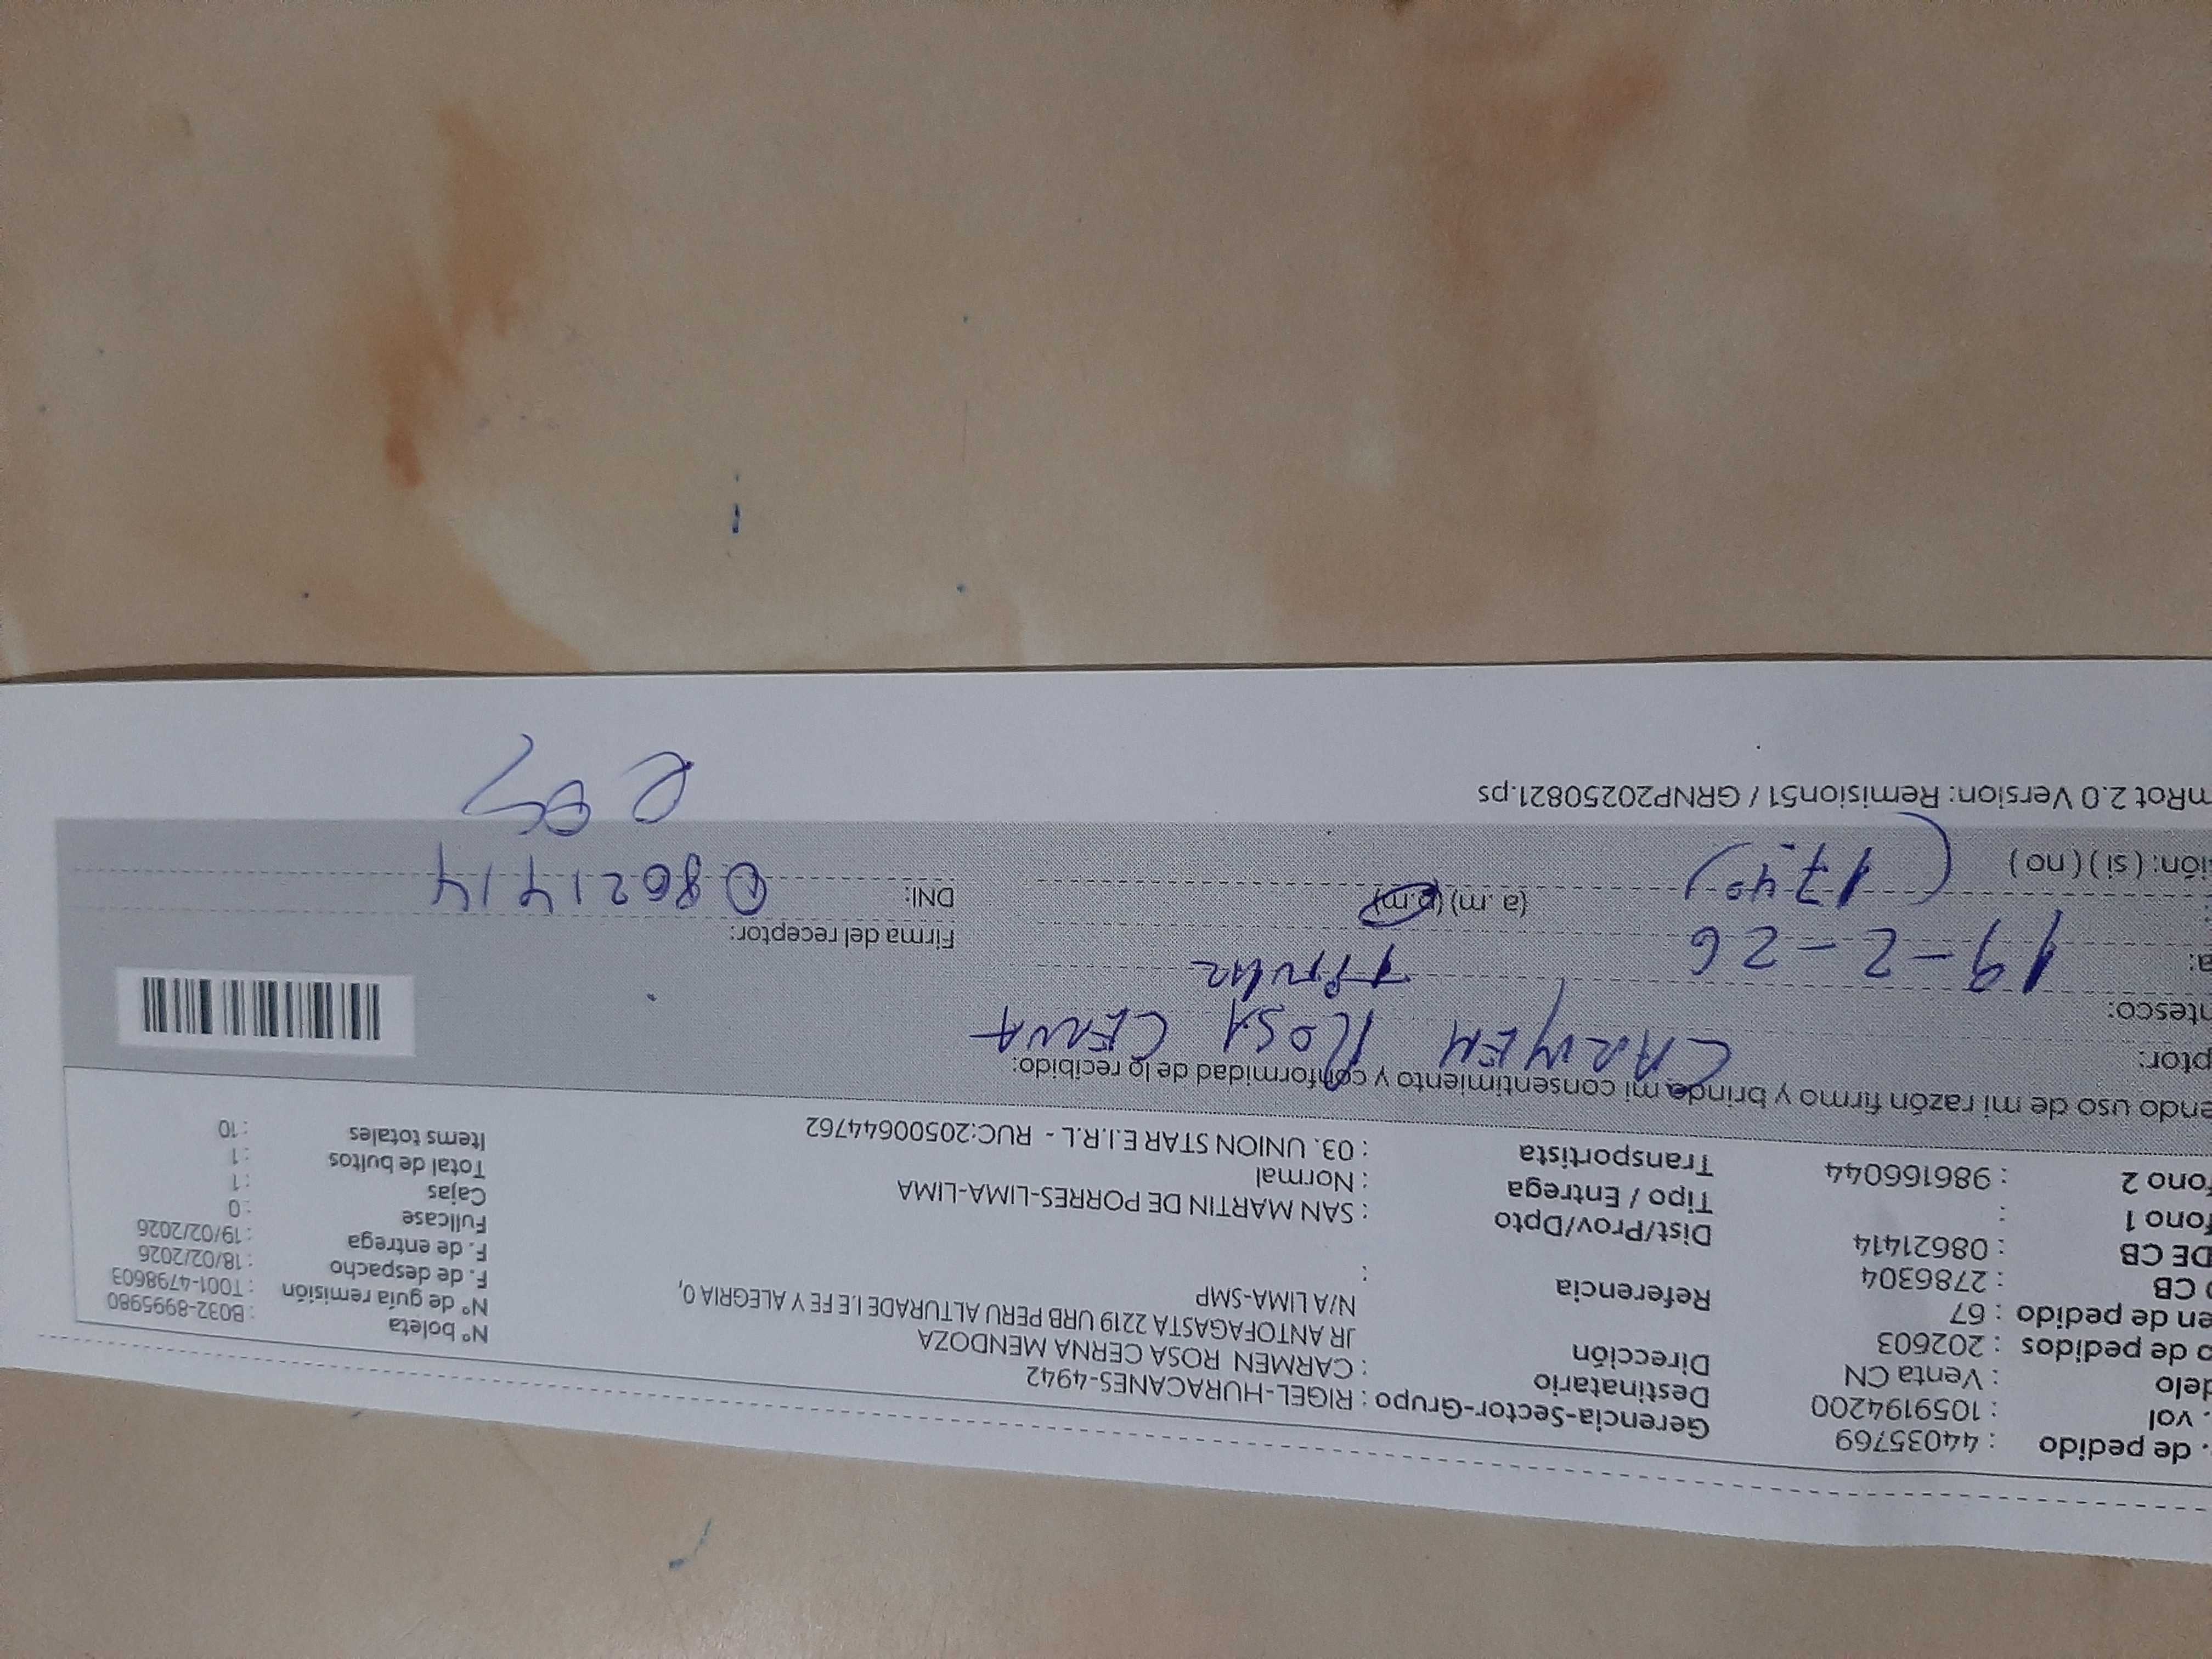 . de pedido : 44035769
. vol : 1059194200
delo : Venta CN
o de pedidos : 202603
en de pedido : 67
o CB : 2786304
DE CB : 08621414
fono 1 :
fono 2 : 986166044
Gerencia-Sector-Grupo : RIGEL-HURACANES-4942
Destinatario : CARMEN ROSA CERNA MENDOZA
Dirección JR ANTOFAGASTA 2219 URB PERU ALTURADE I.E FE Y ALEGRIA 0,
N/A LIMA-SMP
Referencia :
Dist/Prov/Dpto : SAN MARTIN DE PORRES-LIMA-LIMA
Tipo / Entrega : Normal
Transportista : 03. UNION STAR E.I.R.L - RUC:20500644762
Nº boleta : B032-8995980
Nº de guía remisión : T001-4798603
F. de despacho : 18/02/2026
F. de entrega : 19/02/2026
Fullcase : 0
Cajas : 1
Total de bultos : 1
Items totales : 10
endo uso de mi razón firmo y brindo mi consentimiento y conformidad de lo recibido:
ptor: CARMEN ROSA CERNA
ntesco: Titular
a: 19-2-26
: (17.40) (a.m) (p.m)
ión: ( si ) ( no )
Firma del receptor:
DNI: 08621414
mRot 2.0 Version: Remision51 / GRNP20250821.ps